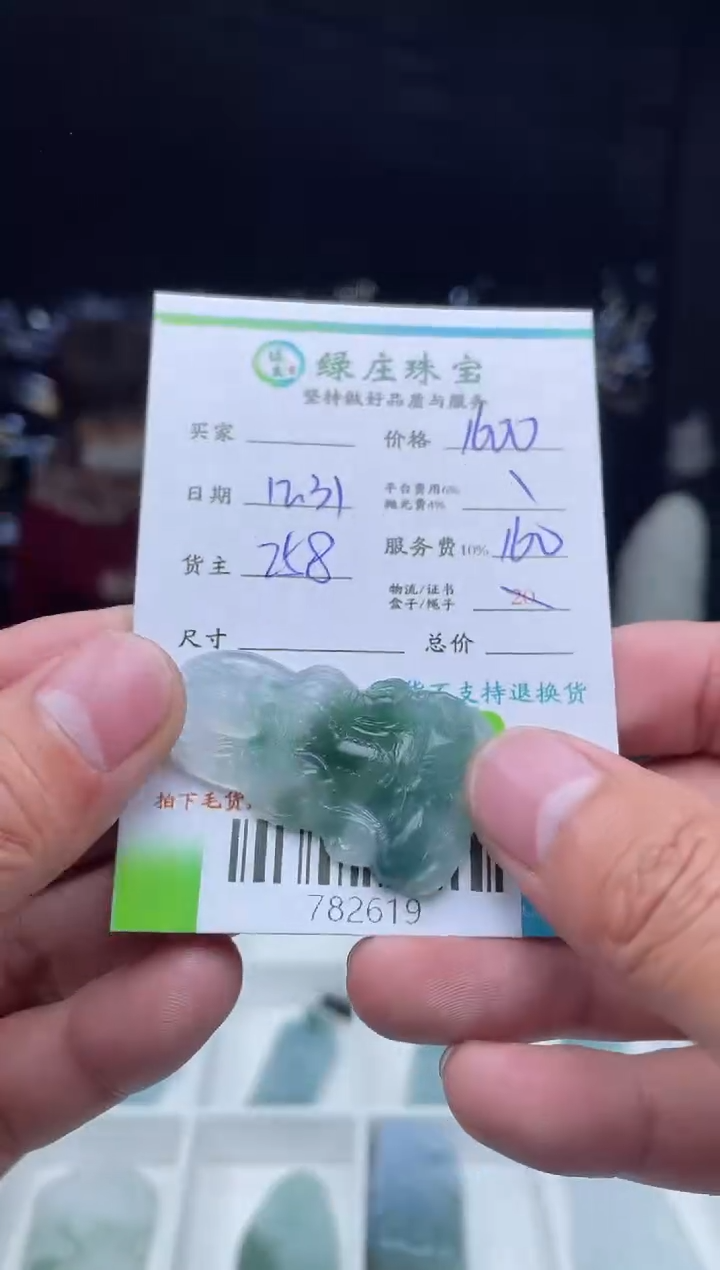 绿庄珠宝
坚持做好品质与服务
买家 价格 1600
日期 12.31 平台费用6% \
抛光费4%
货主 258 服务费10% 160
物流/证书
盒子/绳子 20
尺寸 总价
货不支持退换货
拍下毛货,
782619